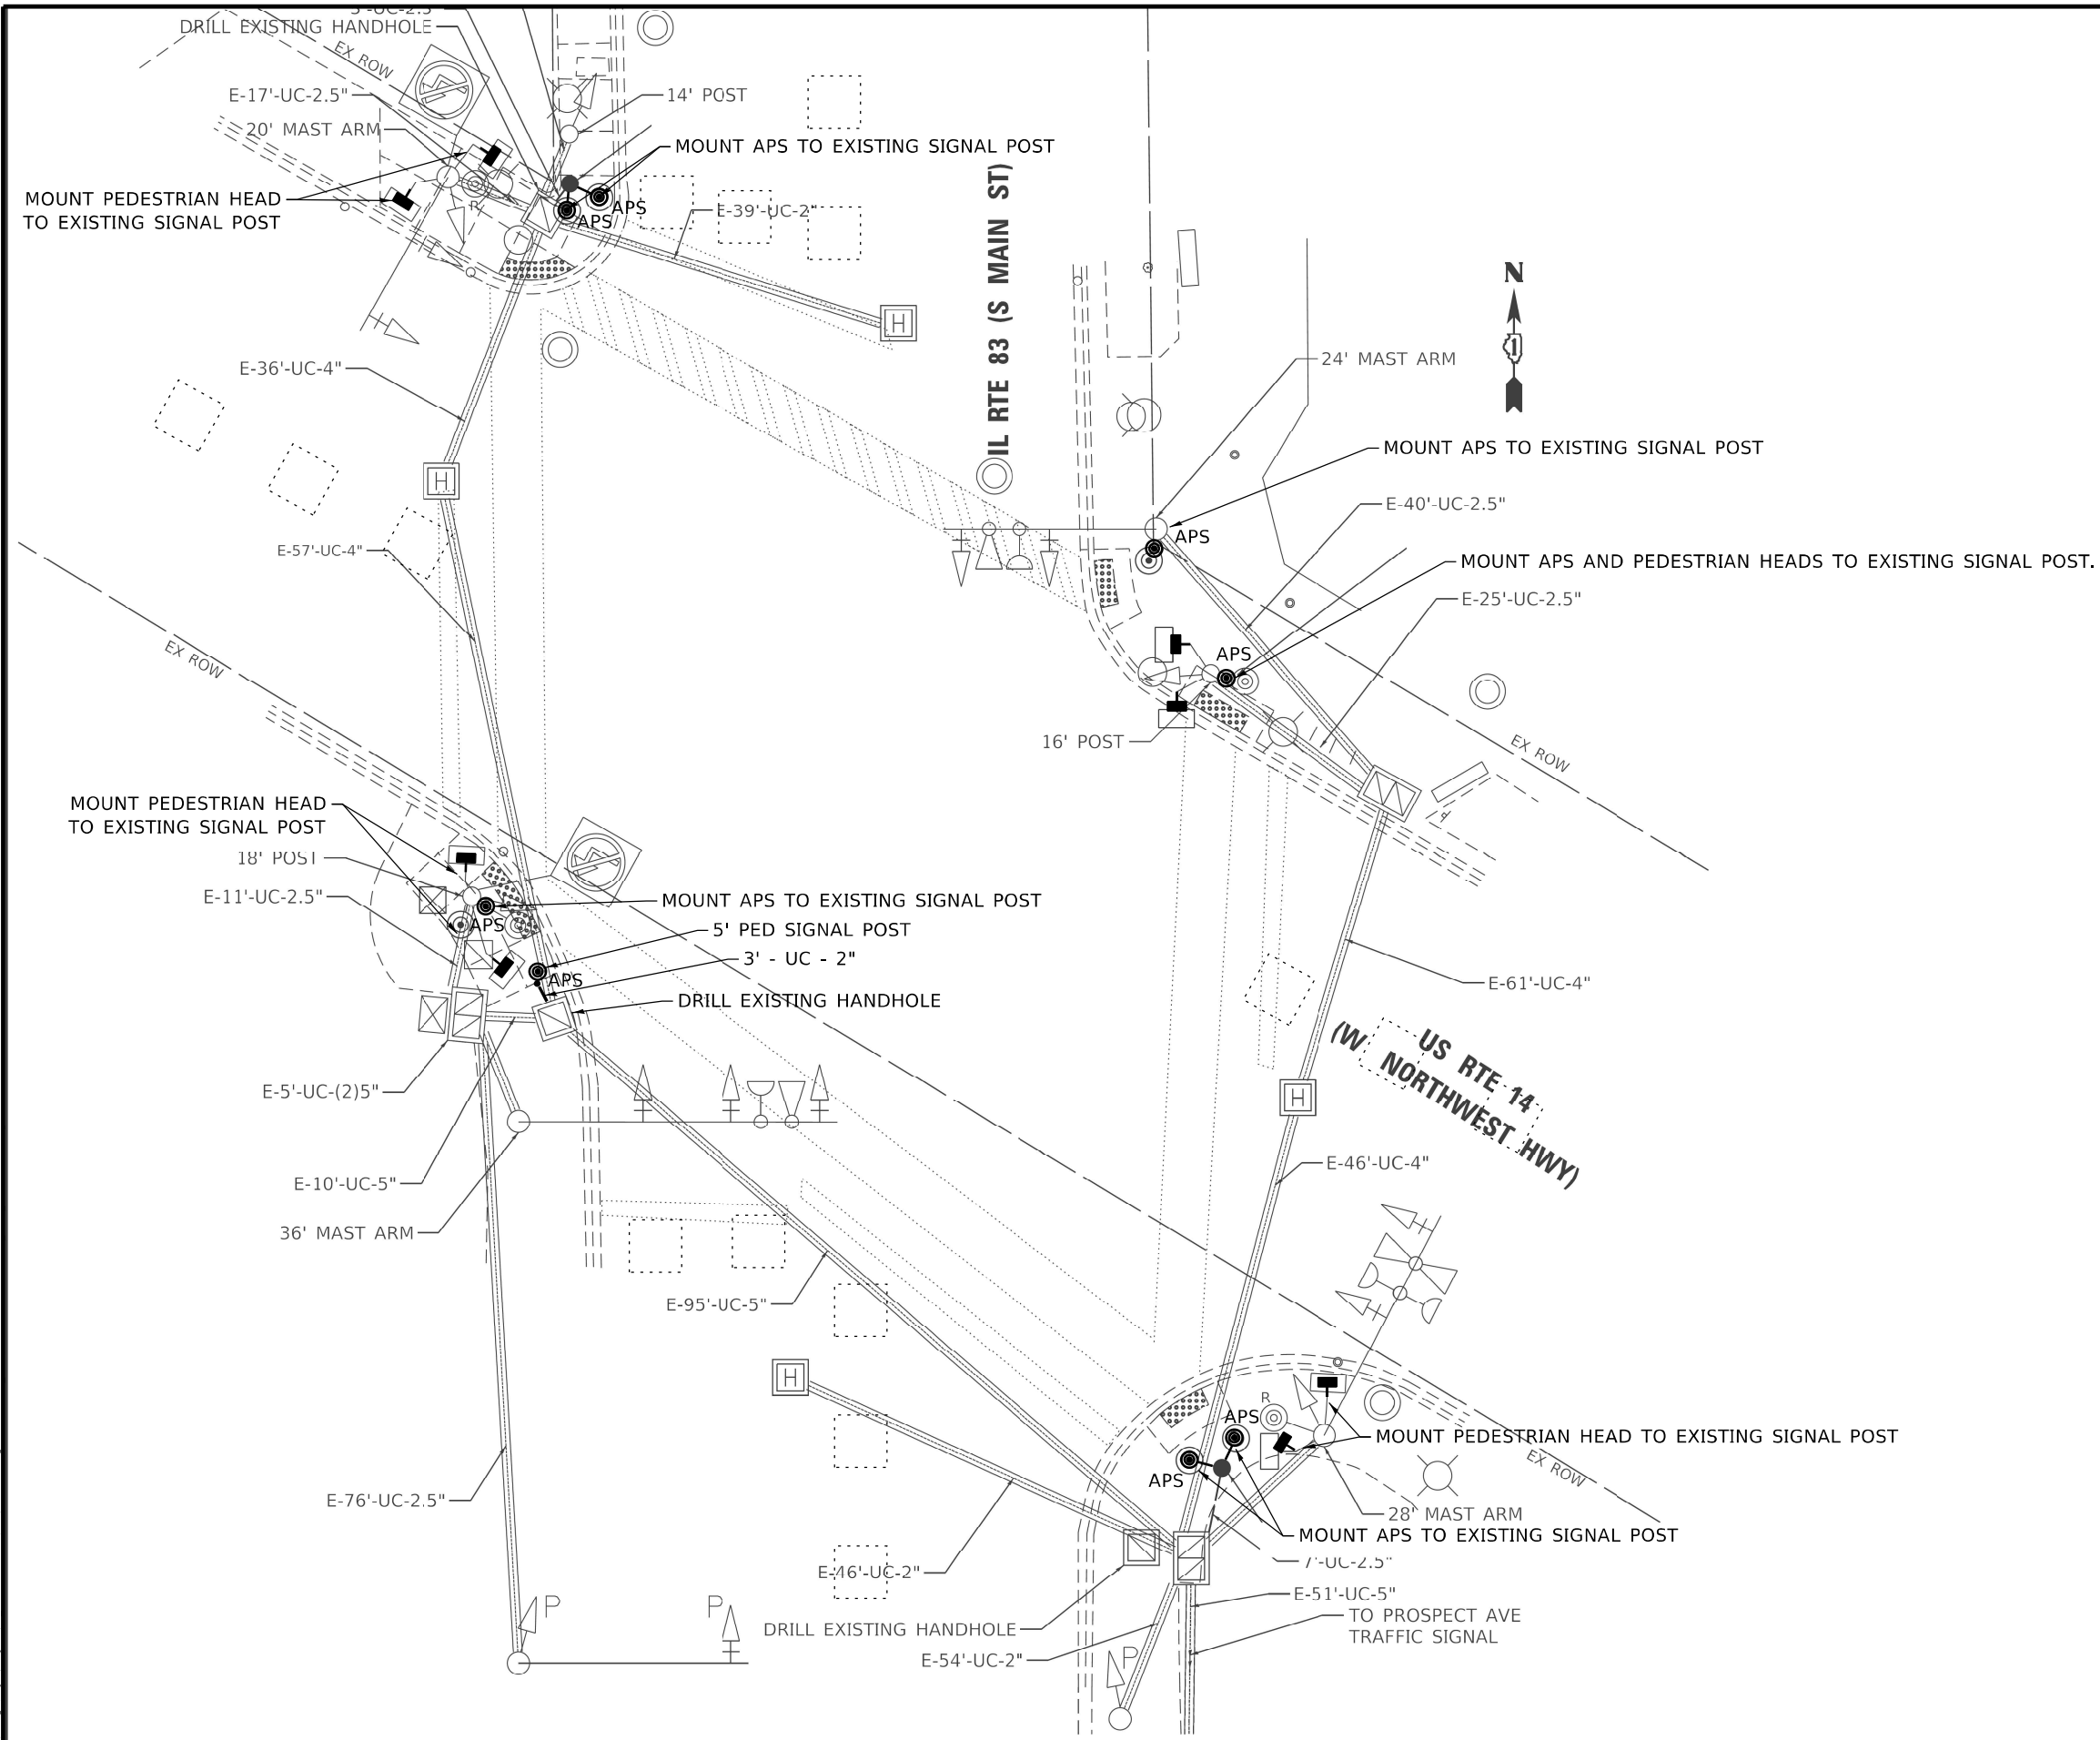 DRILL EXISTING HANDHOLE
EX ROW
E-17'-UC-2.5"
14' POST
20' MAST ARM
MOUNT APS TO EXISTING SIGNAL POST
MOUNT PEDESTRIAN HEAD
TO EXISTING SIGNAL POST
R
APS
APS
E-39'-UC-2"
IL RTE 83 (S MAIN ST)
N
1
H
E-36'-UC-4"
24' MAST ARM
MOUNT APS TO EXISTING SIGNAL POST
H
E-40'-UC-2.5"
APS
E-57'-UC-4"
MOUNT APS AND PEDESTRIAN HEADS TO EXISTING SIGNAL POST.
E-25'-UC-2.5"
EX ROW
APS
16' POST
EX ROW
MOUNT PEDESTRIAN HEAD
TO EXISTING SIGNAL POST
18' POST
E-11'-UC-2.5"
MOUNT APS TO EXISTING SIGNAL POST
APS
5' PED SIGNAL POST
3' - UC - 2"
APS
DRILL EXISTING HANDHOLE
E-61'-UC-4"
US RTE 14
(W NORTHWEST HWY)
E-5'-UC-(2)5"
H
E-10'-UC-5"
E-46'-UC-4"
36' MAST ARM
E-95'-UC-5"
H
R
APS
MOUNT PEDESTRIAN HEAD TO EXISTING SIGNAL POST
EX ROW
APS
E-76'-UC-2.5"
28' MAST ARM
MOUNT APS TO EXISTING SIGNAL POST
7'-UC-2.5"
E-46'-UC-2"
E-51'-UC-5"
P
P
DRILL EXISTING HANDHOLE
TO PROSPECT AVE
TRAFFIC SIGNAL
E-54'-UC-2"
P